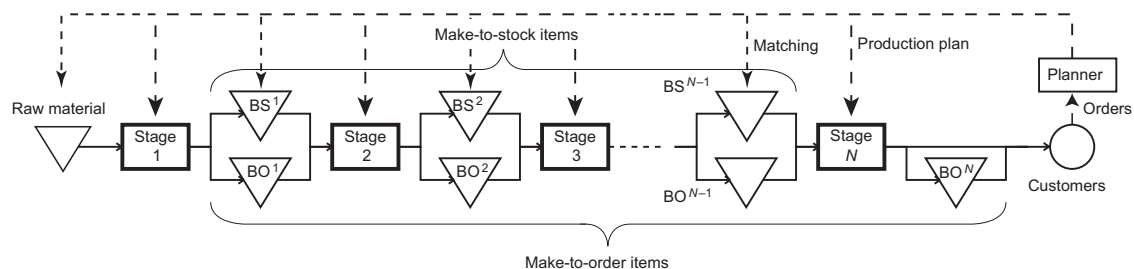 Make-to-stock items
Matching
Production plan
Planner
Orders
Raw material
BS¹
BS²
BSᴺ⁻¹
Stage
1
Stage
2
Stage
3
Stage
N
BO¹
BO²
BOᴺ⁻¹
BOᴺ
Customers
Make-to-order items